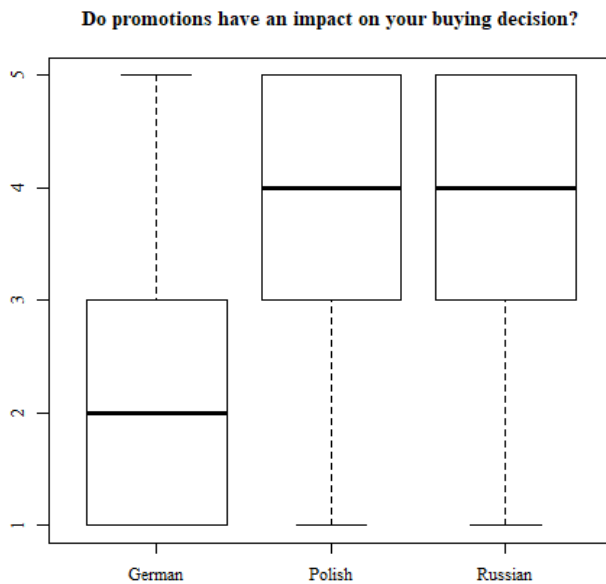 Do promotions have an impact on your buying decision?
5
4
3
2
1
German Polish Russian